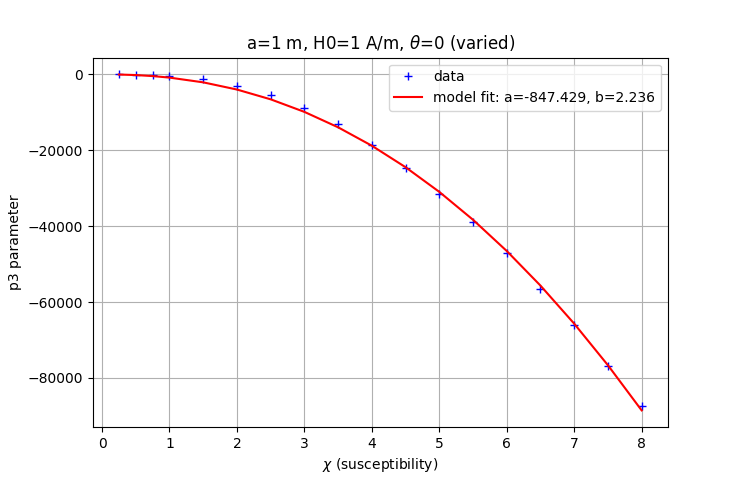 a=1 m, H0=1 A/m, θ=0 (varied)
data
model fit: a=-847.429, b=2.236
p3 parameter
0
−20000
−40000
−60000
−80000
0 1 2 3 4 5 6 7 8
χ (susceptibility)